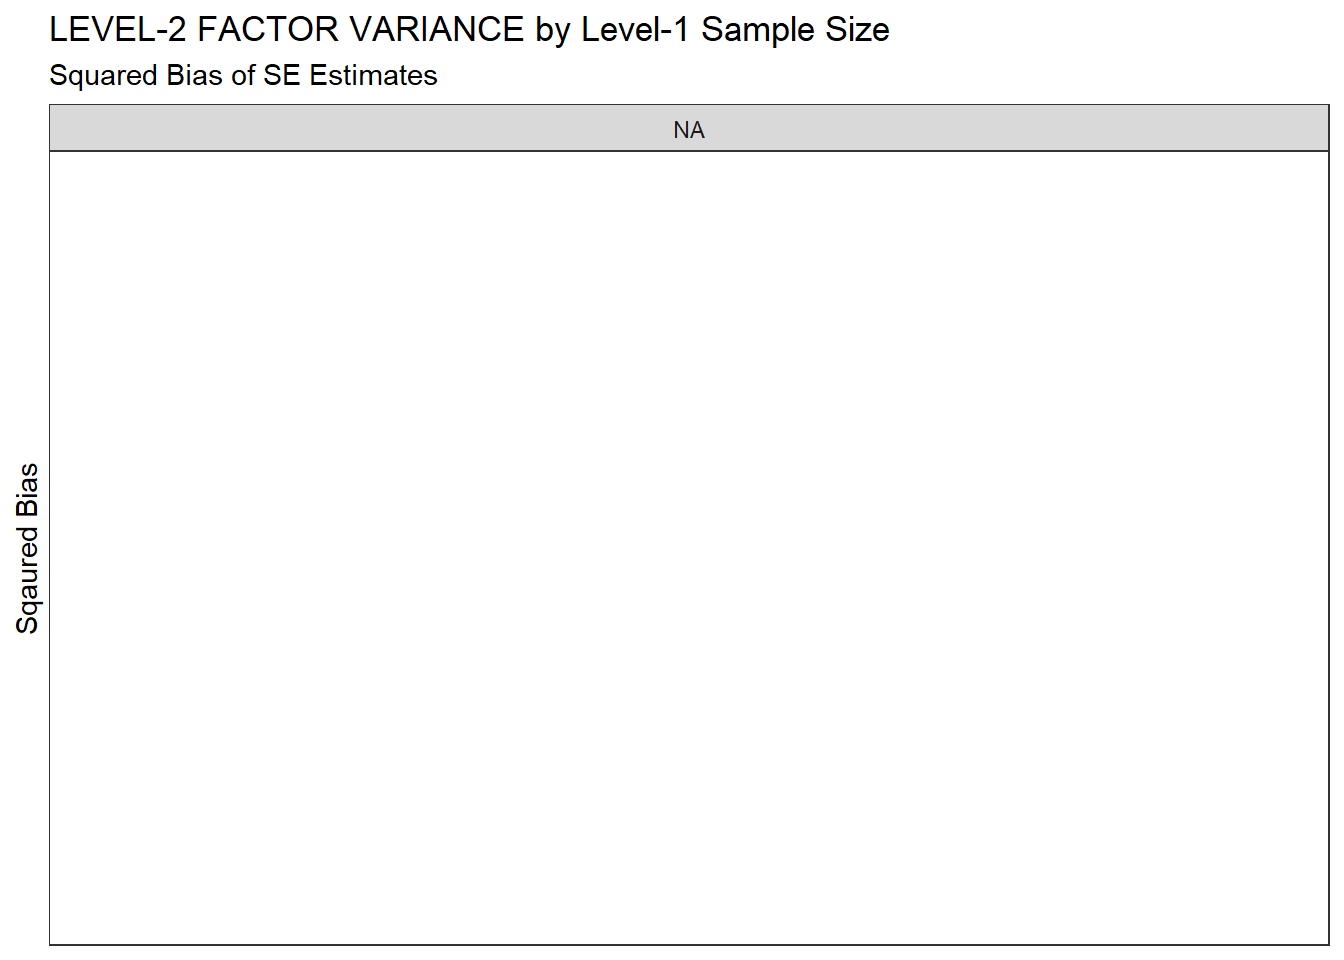 LEVEL-2 FACTOR VARIANCE by Level-1 Sample Size
Squared Bias of SE Estimates
NA
Sqaured Bias